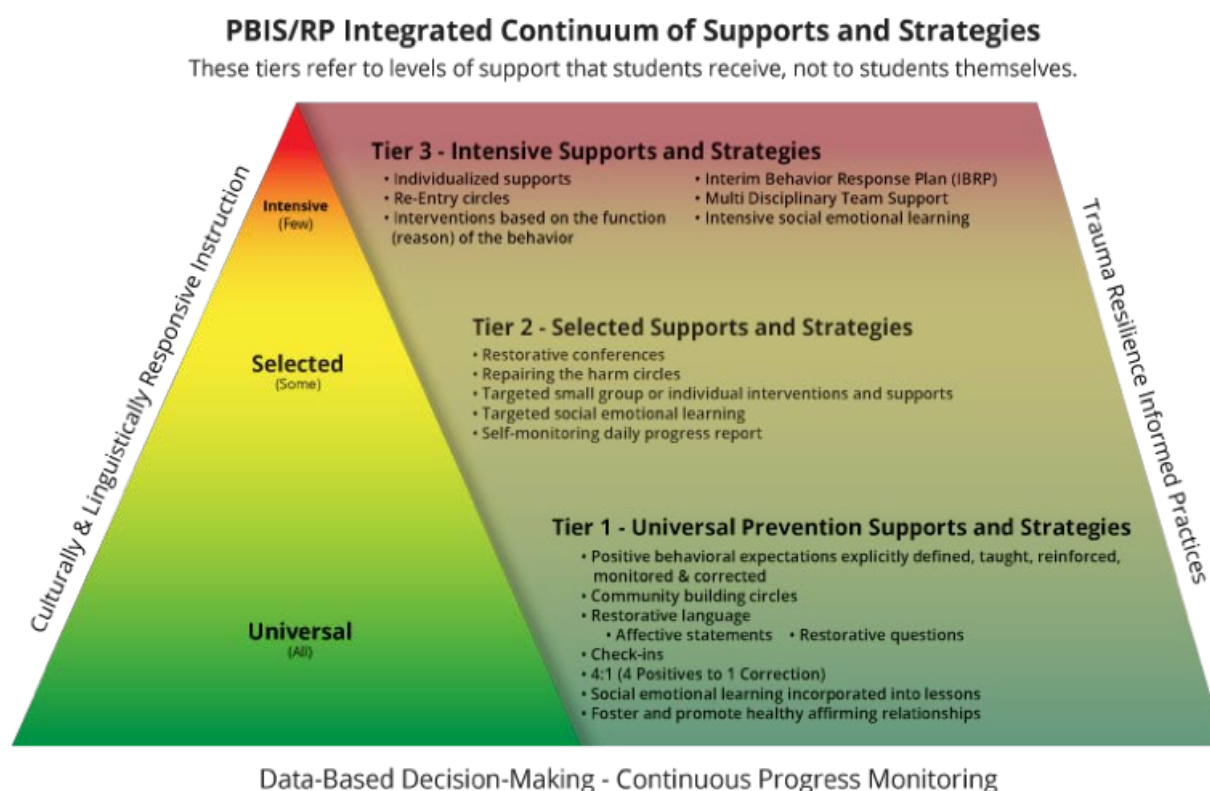 PBIS/RP Integrated Continuum of Supports and Strategies
These tiers refer to levels of support that students receive, not to students themselves.
Culturally & Linguistically Responsive Instruction
Intensive
(Few)
Selected
(Some)
Universal
(All)
Tier 3 - Intensive Supports and Strategies
• Individualized supports
• Re-Entry circles
• Interventions based on the function
(reason) of the behavior
• Interim Behavior Response Plan (IBRP)
• Multi Disciplinary Team Support
• Intensive social emotional learning
Tier 2 - Selected Supports and Strategies
• Restorative conferences
• Repairing the harm circles
• Targeted small group or individual interventions and supports
• Targeted social emotional learning
• Self-monitoring daily progress report
Tier 1 - Universal Prevention Supports and Strategies
• Positive behavioral expectations explicitly defined, taught, reinforced,
monitored & corrected
• Community building circles
• Restorative language
• Affective statements • Restorative questions
• Check-ins
• 4:1 (4 Positives to 1 Correction)
• Social emotional learning incorporated into lessons
• Foster and promote healthy affirming relationships
Trauma Resilience Informed Practices
Data-Based Decision-Making - Continuous Progress Monitoring